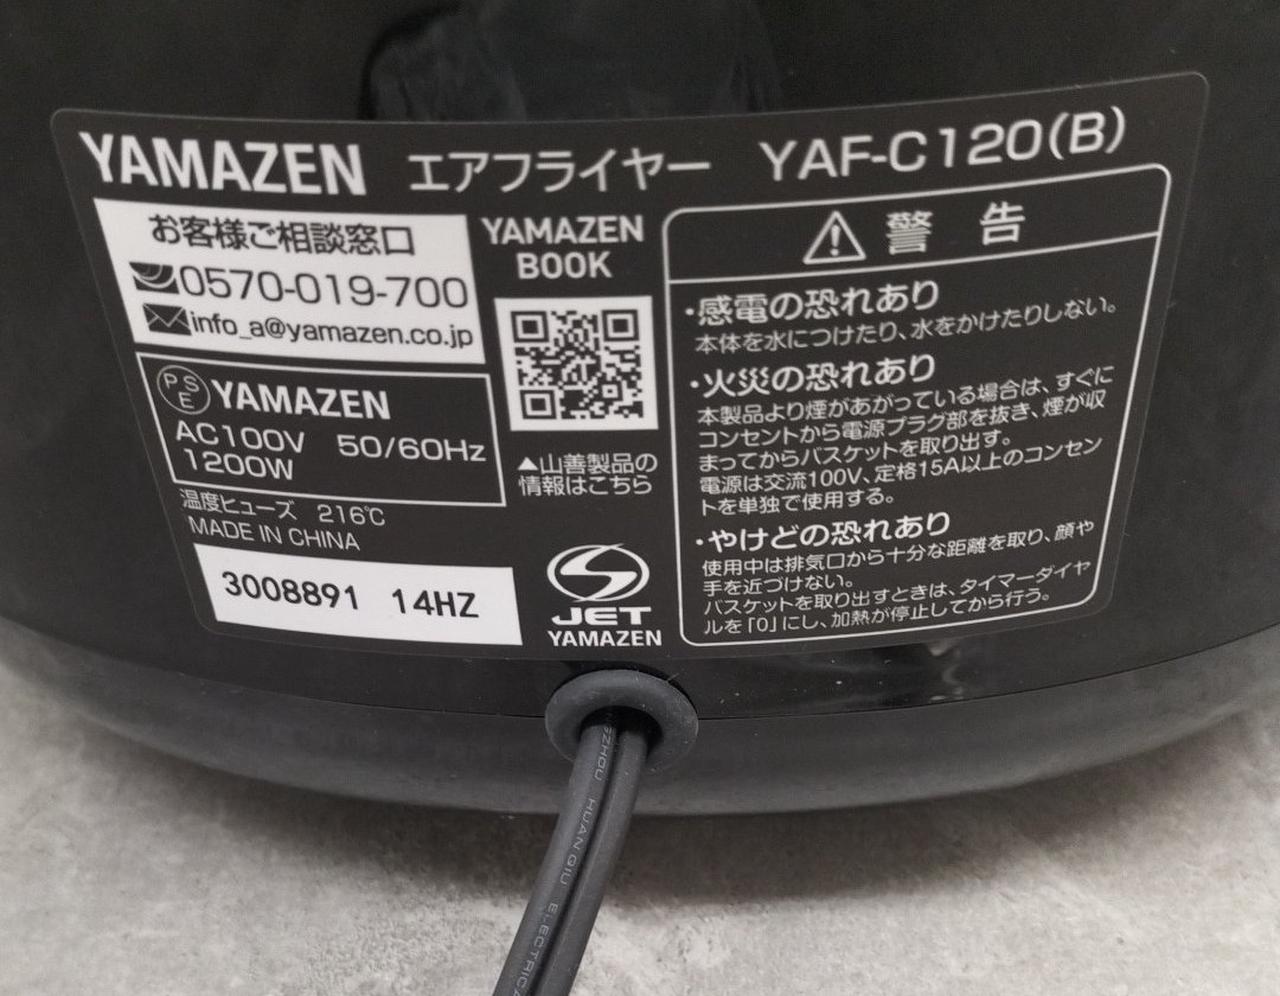 YAMAZEN エアフライヤー YAF-C120(B)
お客様ご相談窓口
0570-019-700
info_a@yamazen.co.jp
PSE YAMAZEN
AC100V 50/60Hz
1200W
温度ヒューズ 216℃
MADE IN CHINA
3008891 14HZ
YAMAZEN
BOOK
▲山善製品の
情報はこちら
JET
YAMAZEN
警告
・感電の恐れあり
本体を水につけたり、水をかけたりしない。
・火災の恐れあり
本製品より煙があがっている場合は、すぐに
コンセントから電源プラグ部を抜き、煙が収
まってからバスケットを取り出す。
電源は交流100V、定格15A以上のコンセン
トを単独で使用する。
・やけどの恐れあり
使用中は排気口から十分な距離を取り、顔や
手を近づけない。
バスケットを取り出すときは、タイマーダイヤ
ルを「0」にし、加熱が停止してから行う。
HUANQIU ELECTRICA